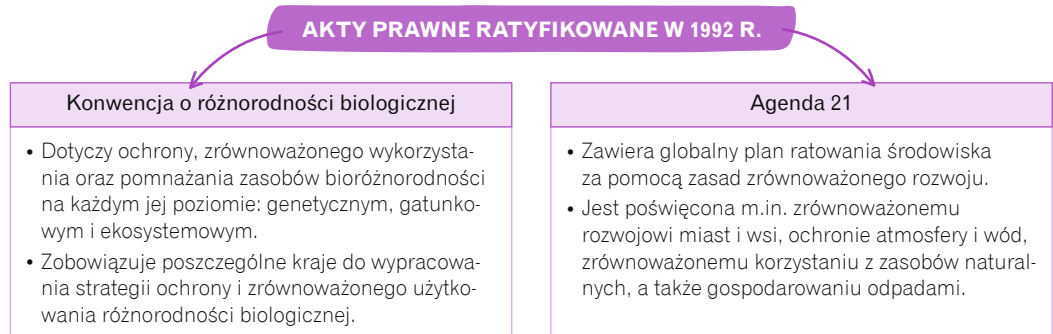 AKTY PRAWNE RATYFIKOWANE W 1992 R.
Konwencja o różnorodności biologicznej
• Dotyczy ochrony, zrównoważonego wykorzysta-
nia oraz pomnażania zasobów bioróżnorodności
na każdym jej poziomie: genetycznym, gatunko-
wym i ekosystemowym.
• Zobowiązuje poszczególne kraje do wypracowa-
nia strategii ochrony i zrównoważonego użytko-
wania różnorodności biologicznej.
Agenda 21
• Zawiera globalny plan ratowania środowiska
za pomocą zasad zrównoważonego rozwoju.
• Jest poświęcona m.in. zrównoważonemu
rozwojowi miast i wsi, ochronie atmosfery i wód,
zrównoważonemu korzystaniu z zasobów natural-
nych, a także gospodarowaniu odpadami.